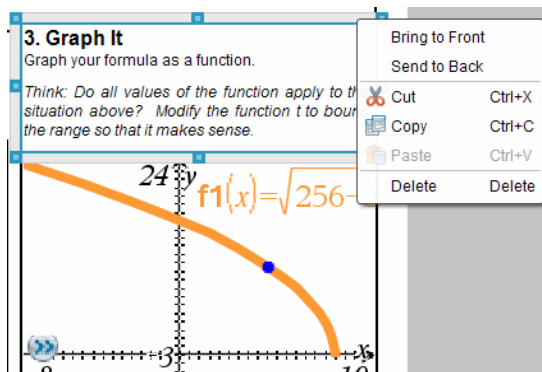 3. Graph It
Graph your formula as a function.
Think: Do all values of the function apply to
situation above? Modify the function t to
the range so that it makes sense.
Bring to Front
Send to Back
Cut Ctrl+X
Copy Ctrl+C
Paste Ctrl+V
Delete Delete
24 y
f1(x)=√256-
x
-8 -3 10